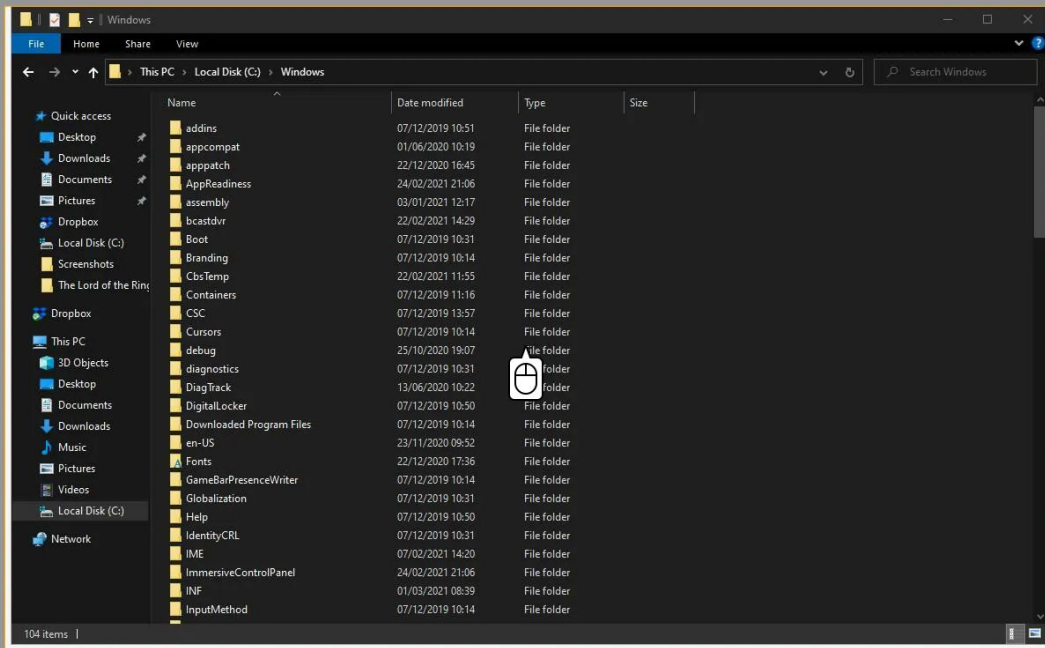 Windows
File Home Share View
This PC > Local Disk (C:) > Windows
Search Windows
Quick access
Desktop
Downloads
Documents
Pictures
Dropbox
Local Disk (C:)
Screenshots
The Lord of the Ring
Dropbox
This PC
3D Objects
Desktop
Documents
Downloads
Music
Pictures
Videos
Local Disk (C:)
Network
Name Date modified Type Size
addins 07/12/2019 10:51 File folder
appcompat 01/06/2020 10:19 File folder
apppatch 22/12/2020 16:45 File folder
AppReadiness 24/02/2021 21:06 File folder
assembly 03/01/2021 12:17 File folder
bcastdvr 22/02/2021 14:29 File folder
Boot 07/12/2019 10:31 File folder
Branding 07/12/2019 10:14 File folder
CbsTemp 22/02/2021 11:55 File folder
Containers 07/12/2019 11:16 File folder
CSC 07/12/2019 13:57 File folder
Cursors 07/12/2019 10:14 File folder
debug 25/10/2020 19:07 File folder
diagnostics 07/12/2019 10:31 folder
DiagTrack 13/06/2020 10:22 folder
DigitalLocker 07/12/2019 10:50 File folder
Downloaded Program Files 07/12/2019 10:14 File folder
en-US 23/11/2020 09:52 File folder
Fonts 22/12/2020 17:36 File folder
GameBarPresenceWriter 07/12/2019 10:14 File folder
Globalization 07/12/2019 10:31 File folder
Help 07/12/2019 10:50 File folder
IdentityCRL 07/12/2019 10:31 File folder
IME 07/02/2021 14:20 File folder
ImmersiveControlPanel 24/02/2021 21:06 File folder
INF 01/03/2021 08:39 File folder
InputMethod 07/12/2019 10:14 File folder
104 items